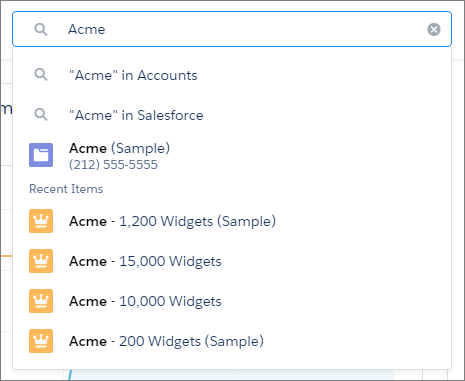 Acme
"Acme" in Accounts
"Acme" in Salesforce
Acme (Sample)
(212) 555-5555
Recent Items
Acme - 1,200 Widgets (Sample)
Acme - 15,000 Widgets
Acme - 10,000 Widgets
Acme - 200 Widgets (Sample)